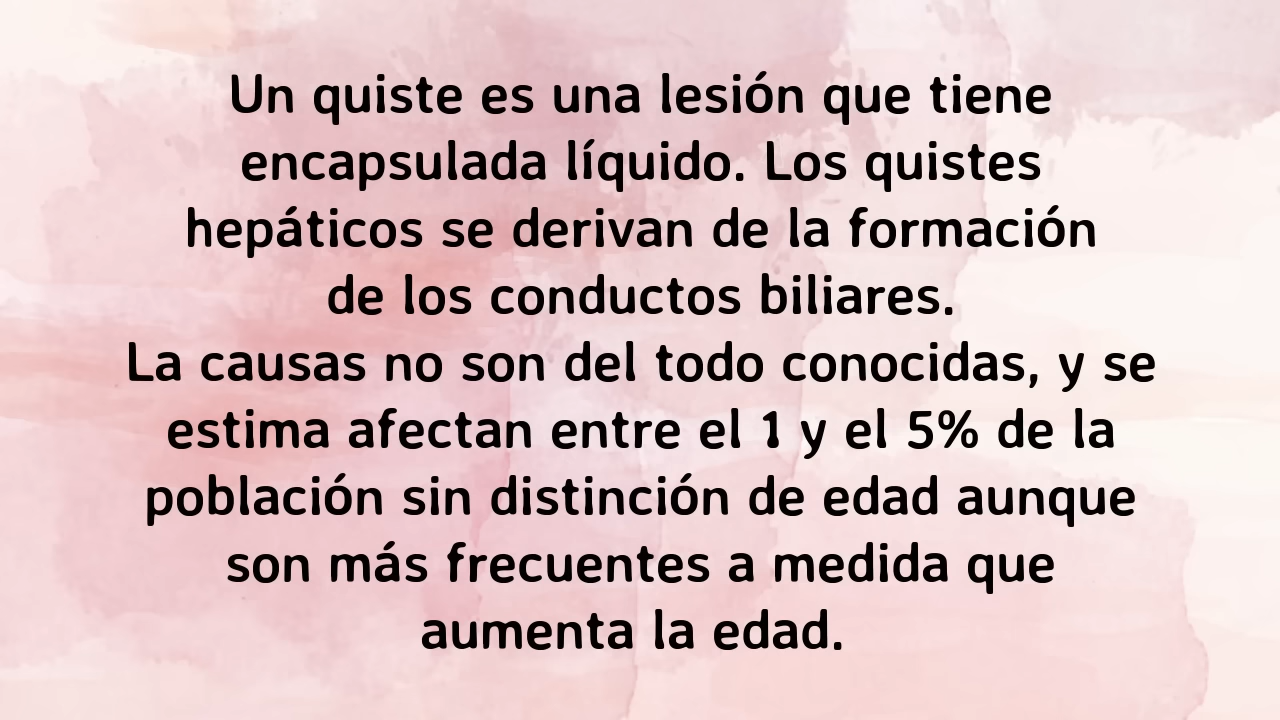 Un quiste es una lesión que tiene
encapsulada líquido. Los quistes
hepáticos se derivan de la formación
de los conductos biliares.
La causas no son del todo conocidas, y se
estima afectan entre el 1 y el 5% de la
población sin distinción de edad aunque
son más frecuentes a medida que
aumenta la edad.